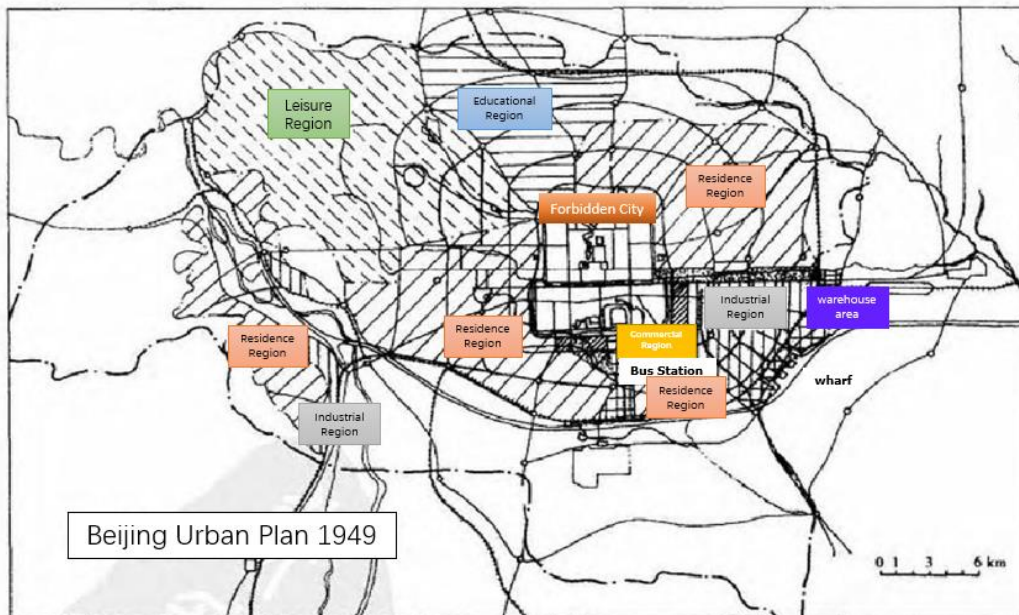 Leisure
Region
Educational
Region
Residence
Region
Forbidden City
Industrial
Region
warehouse
area
Residence
Region
Residence
Region
Commercial
Region
Bus Station
Residence
Region
wharf
Industrial
Region
Beijing Urban Plan 1949
0 1 3 6 km